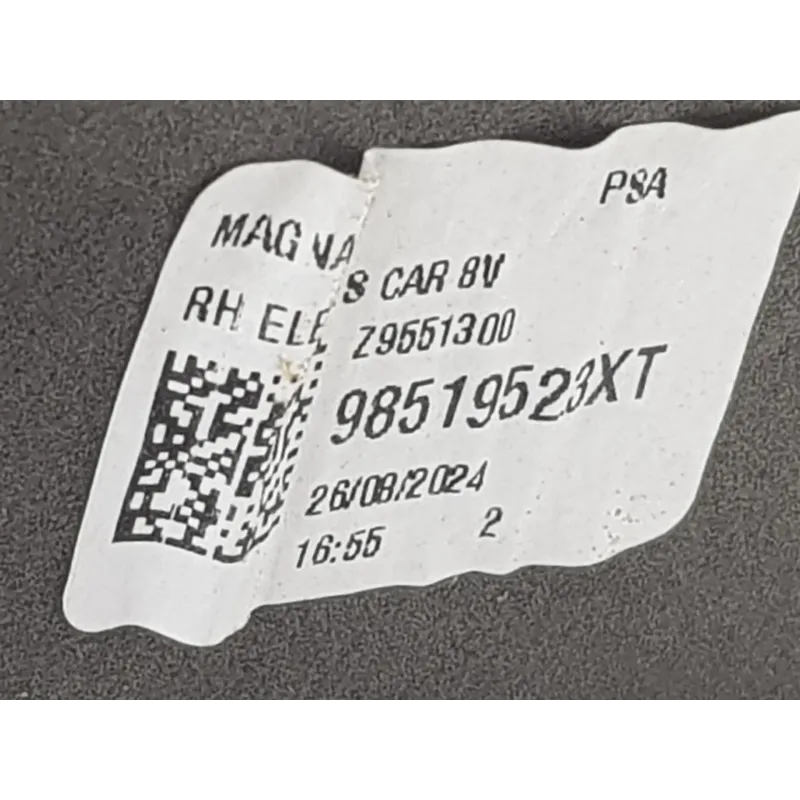 PSA
MAGNA
S CAR 8V
RH ELE
Z9551300
98519523XT
26/08/2024
16:55 2